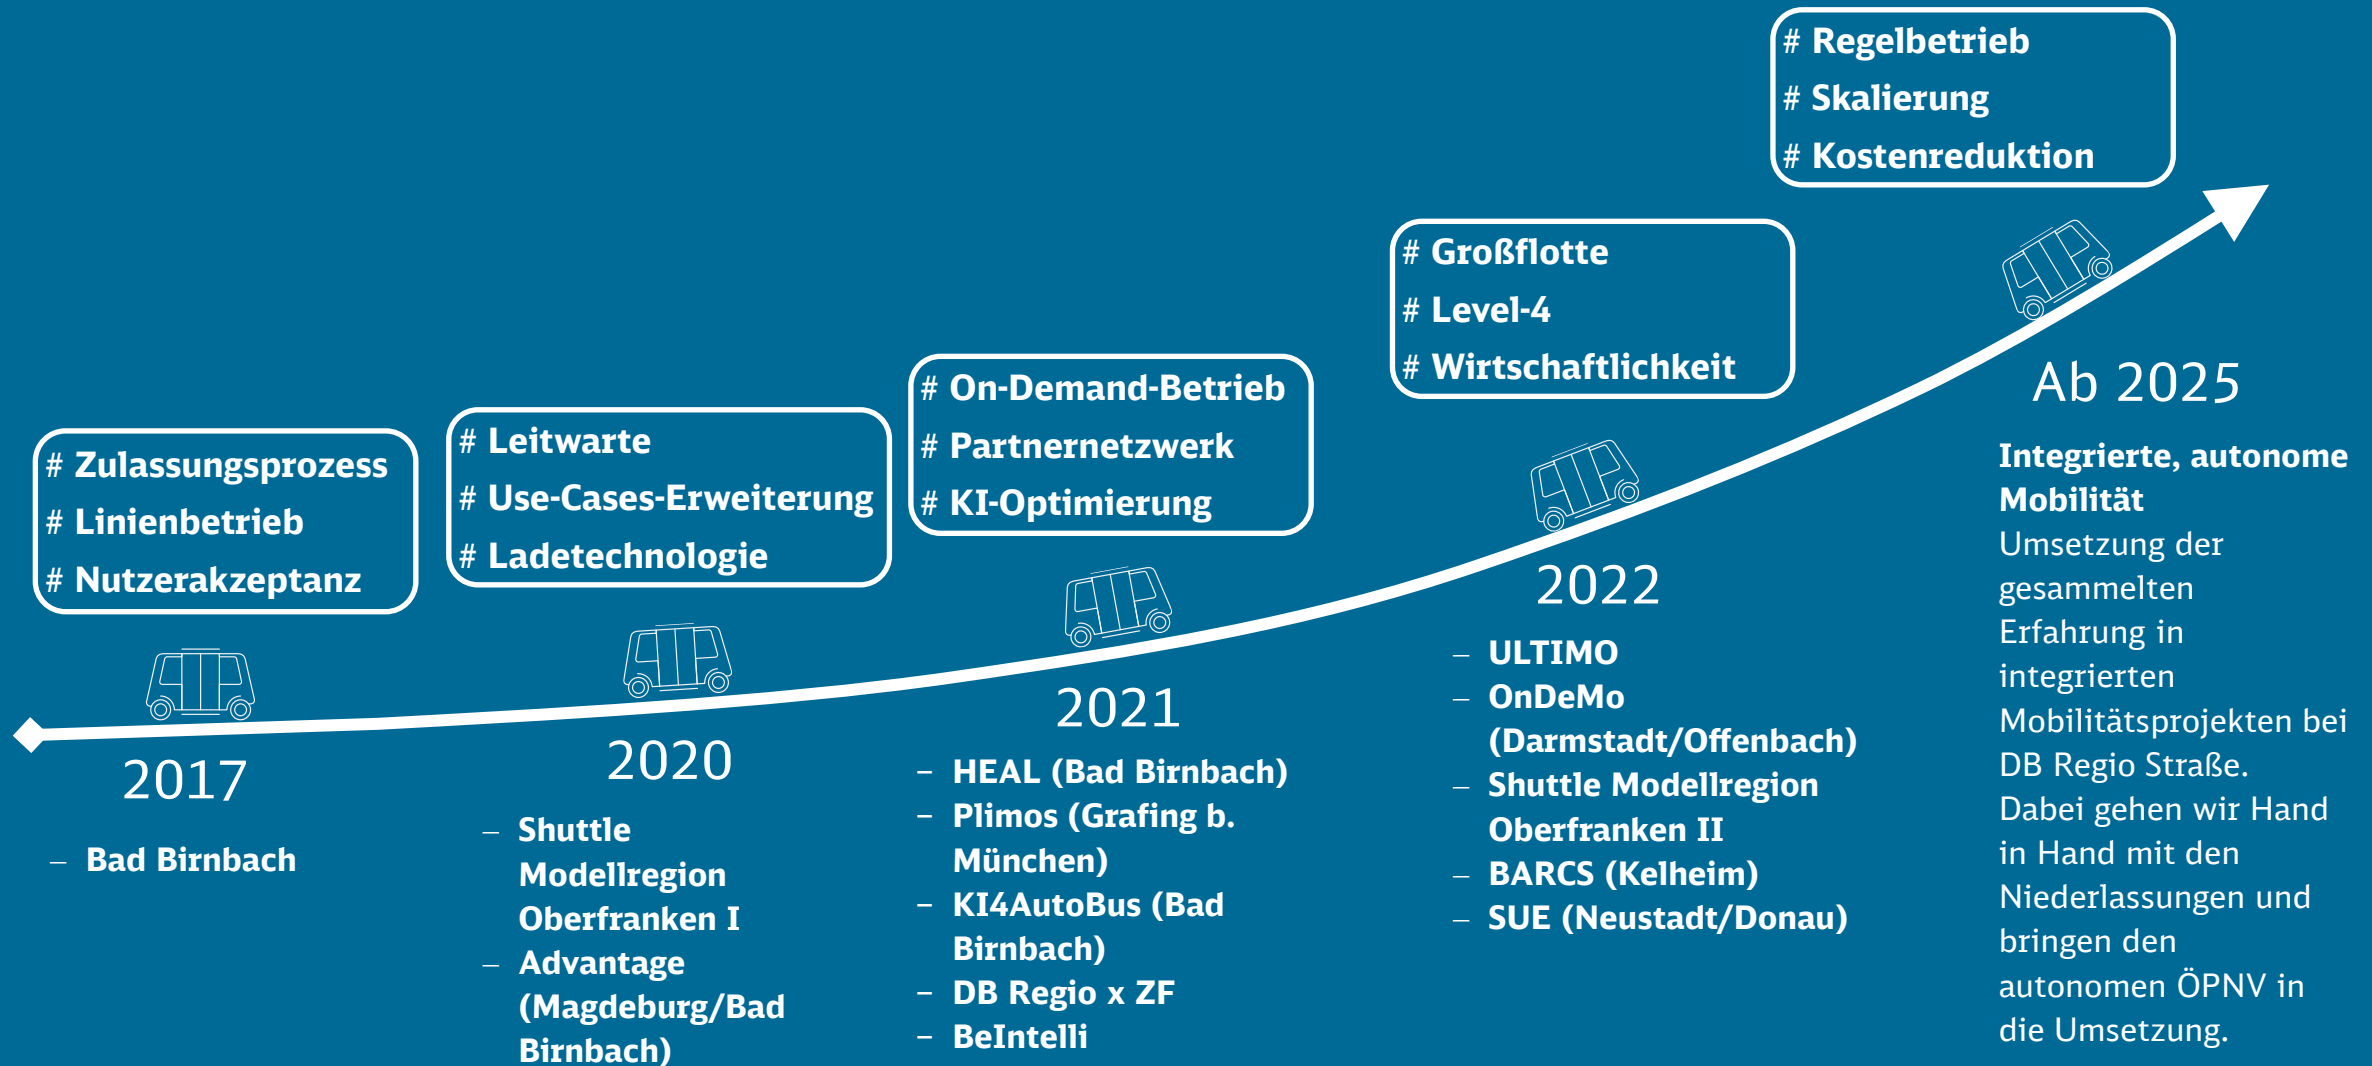 # Zulassungsprozess
# Linienbetrieb
# Nutzerakzeptanz
2017
– Bad Birnbach
# Leitwarte
# Use-Cases-Erweiterung
# Ladetechnologie
2020
– Shuttle
Modellregion
Oberfranken I
– Advantage
(Magdeburg/Bad
Birnbach)
# On-Demand-Betrieb
# Partnernetzwerk
# KI-Optimierung
2021
– HEAL (Bad Birnbach)
– Plimos (Grafing b.
München)
– KI4AutoBus (Bad
Birnbach)
– DB Regio x ZF
– BeIntelli
# Großflotte
# Level-4
# Wirtschaftlichkeit
2022
– ULTIMO
– OnDeMo
(Darmstadt/Offenbach)
– Shuttle Modellregion
Oberfranken II
– BARCS (Kelheim)
– SUE (Neustadt/Donau)
# Regelbetrieb
# Skalierung
# Kostenreduktion
Ab 2025
Integrierte, autonome
Mobilität
Umsetzung der
gesammelten
Erfahrung in
integrierten
Mobilitätsprojekten bei
DB Regio Straße.
Dabei gehen wir Hand
in Hand mit den
Niederlassungen und
bringen den
autonomen ÖPNV in
die Umsetzung.